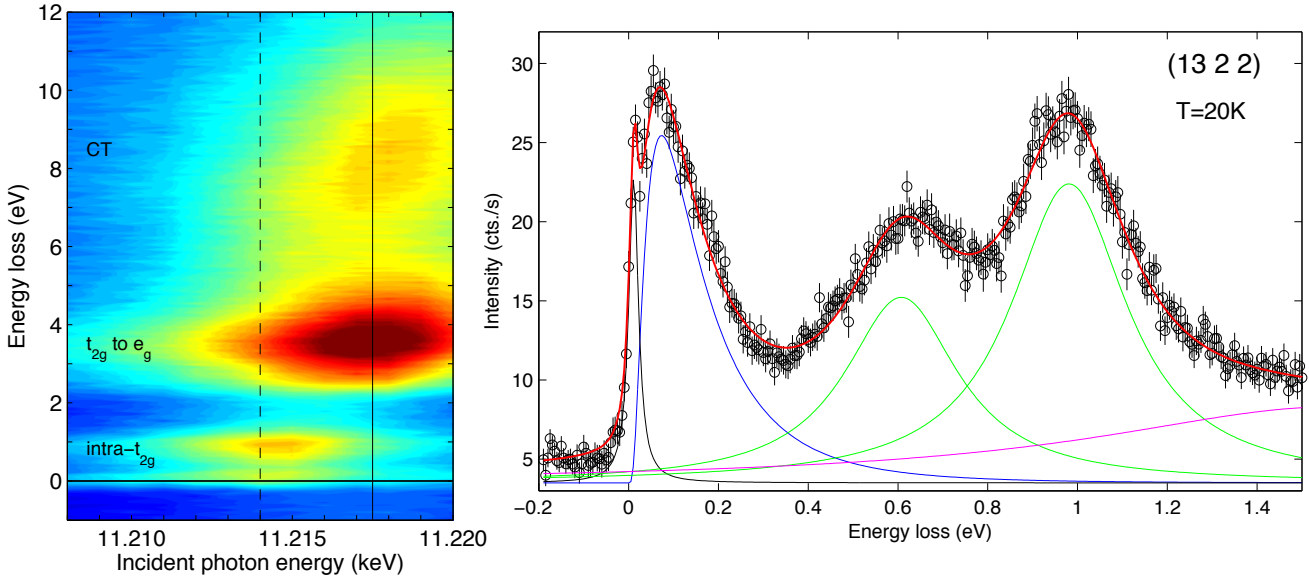 12
10
8
6
4
2
0
Energy loss (eV)
CT
t2g to eg
intra−t2g
11.210
11.215
11.220
Incident photon energy (keV)
30
25
20
15
10
5
Intensity (cts./s)
(13 2 2)
T=20K
−0.2
0
0.2
0.4
0.6
0.8
1
1.2
1.4
Energy loss (eV)